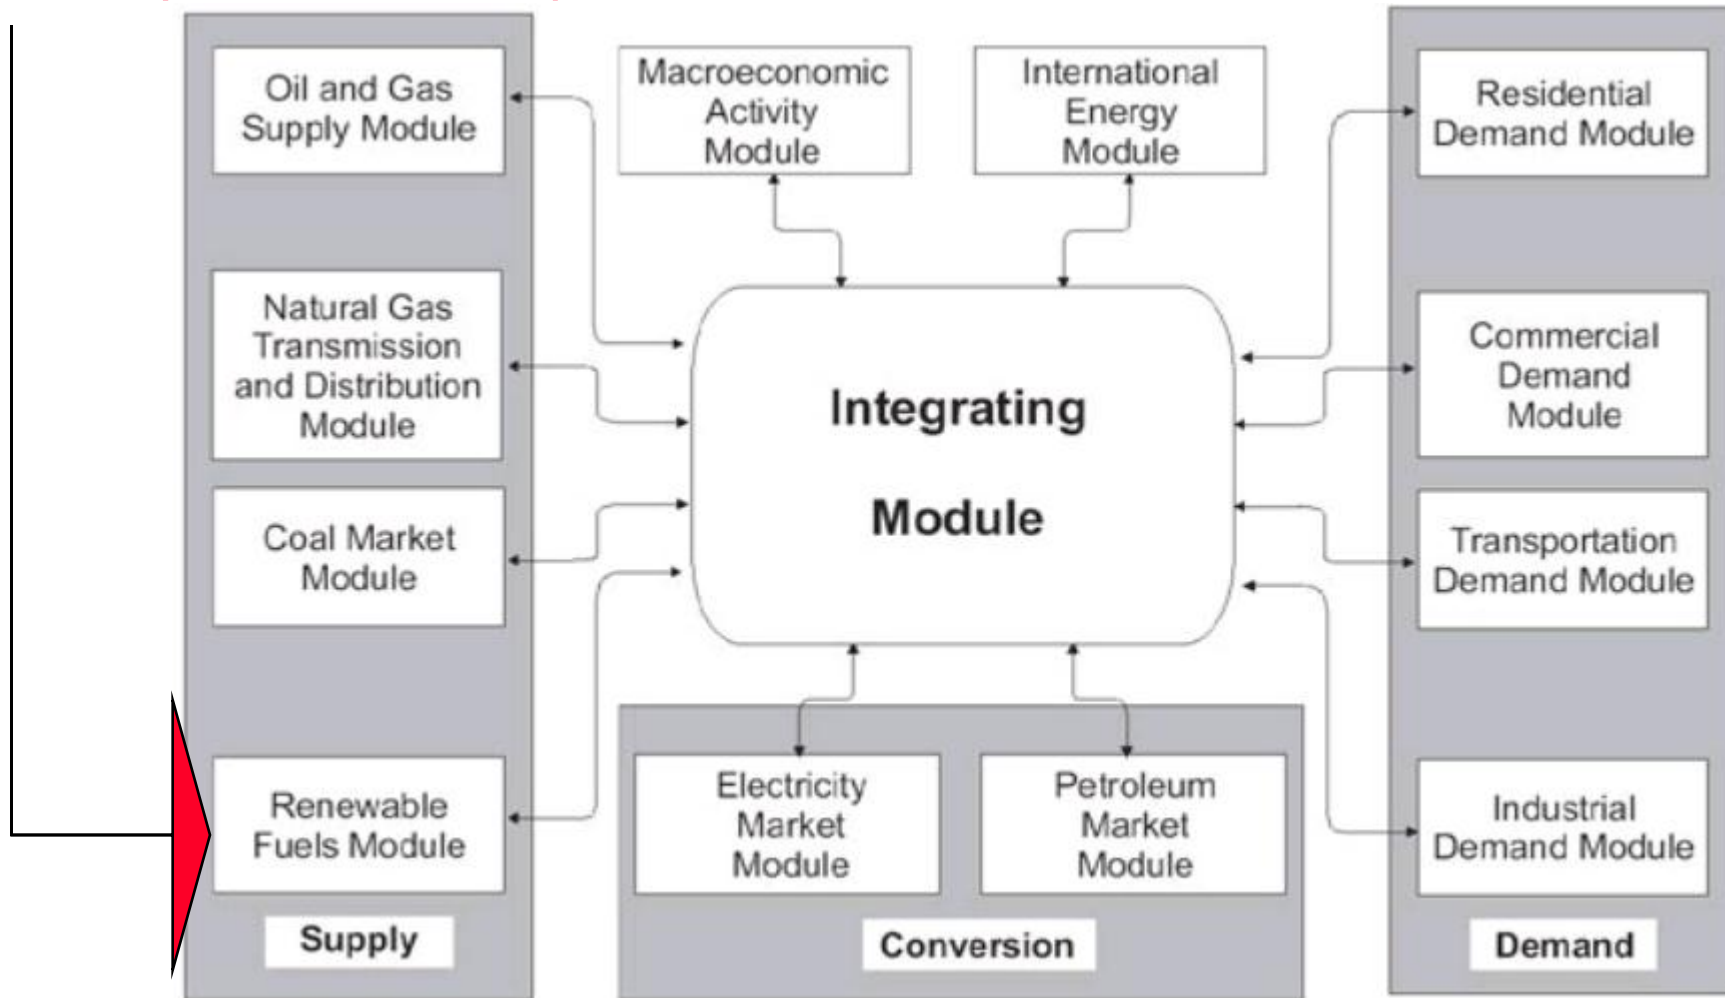 Oil and Gas
Supply Module
Natural Gas
Transmission
and Distribution
Module
Coal Market
Module
Renewable
Fuels Module
Supply
Macroeconomic
Activity
Module
International
Energy
Module
Integrating
Module
Electricity
Market
Module
Petroleum
Market
Module
Conversion
Residential
Demand Module
Commercial
Demand
Module
Transportation
Demand Module
Industrial
Demand Module
Demand